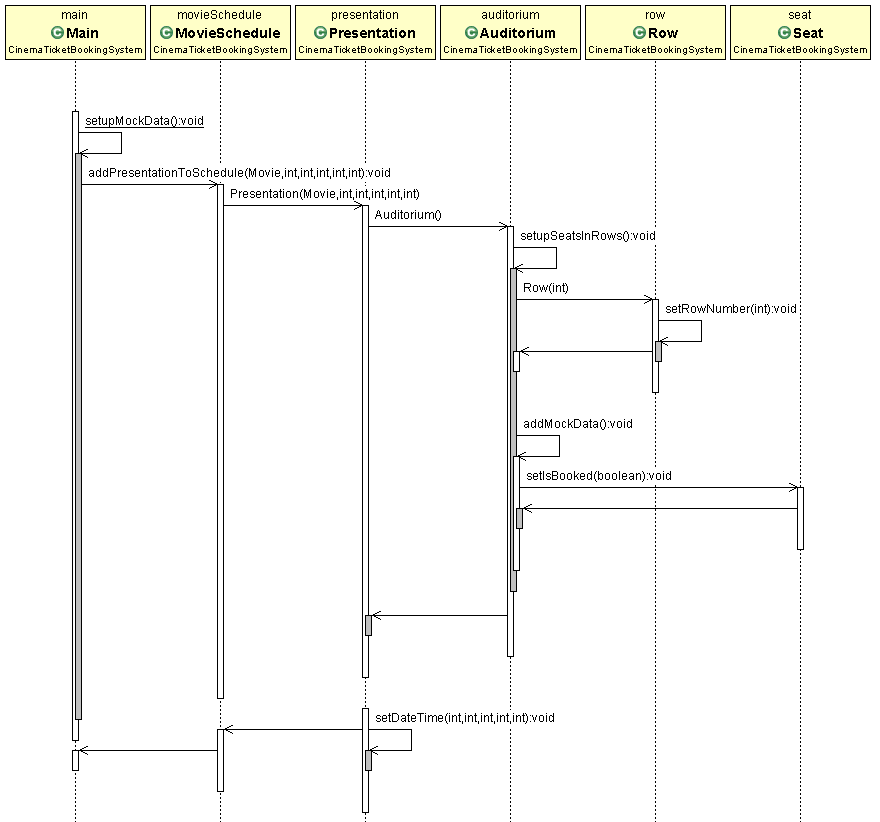 main
C Main
CinemaTicketBookingSystem
movieSchedule
C MovieSchedule
CinemaTicketBookingSystem
presentation
C Presentation
CinemaTicketBookingSystem
auditorium
C Auditorium
CinemaTicketBookingSystem
row
C Row
CinemaTicketBookingSystem
seat
C Seat
CinemaTicketBookingSystem
setupMockData():void
addPresentationToSchedule(Movie,int,int,int,int,int):void
Presentation(Movie,int,int,int,int,int)
Auditorium()
setupSeatsInRows():void
Row(int)
setRowNumber(int):void
addMockData():void
setIsBooked(boolean):void
setDateTime(int,int,int,int,int):void